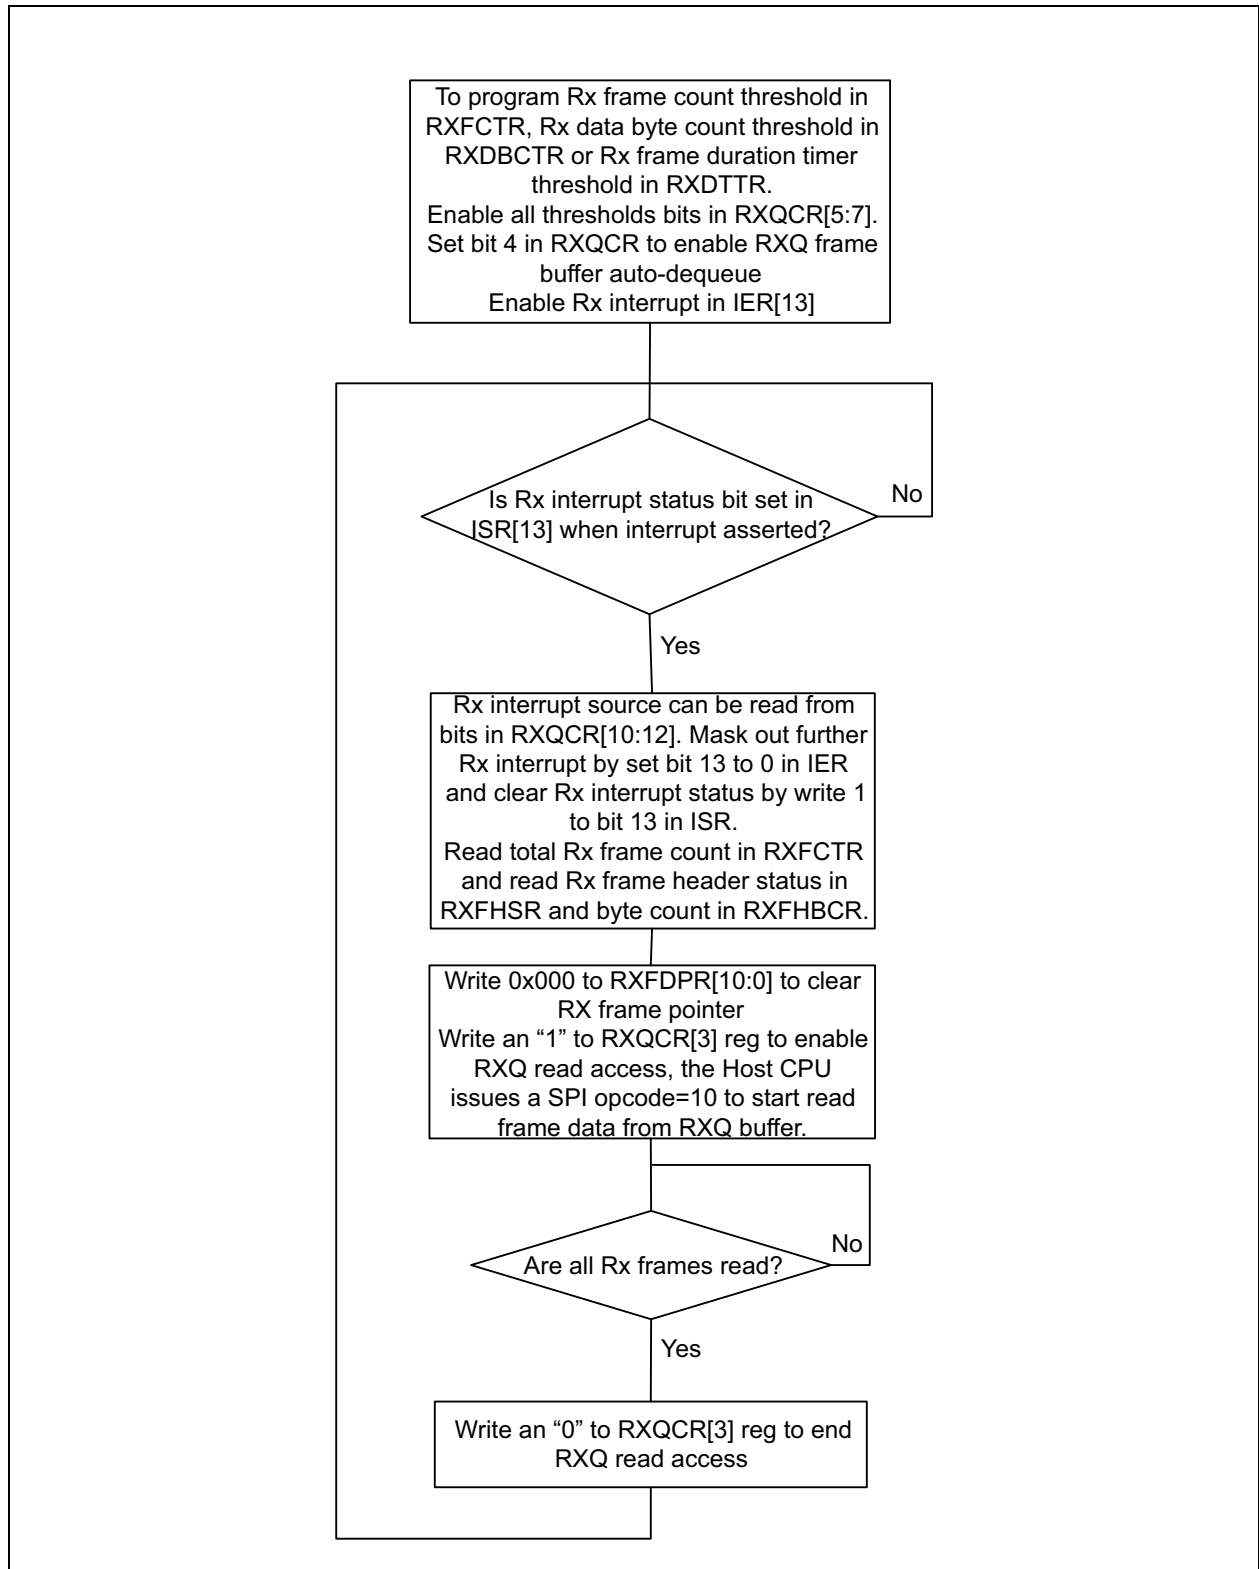 To program Rx frame count threshold in
RXFCTR, Rx data byte count threshold in
RXDBCTR or Rx frame duration timer
threshold in RXDTTR.
Enable all thresholds bits in RXQCR[5:7].
Set bit 4 in RXQCR to enable RXQ frame
buffer auto-dequeue
Enable Rx interrupt in IER[13]
No
Is Rx interrupt status bit set in
ISR[13] when interrupt asserted?
Yes
Rx interrupt source can be read from
bits in RXQCR[10:12]. Mask out further
Rx interrupt by set bit 13 to 0 in IER
and clear Rx interrupt status by write 1
to bit 13 in ISR.
Read total Rx frame count in RXFCTR
and read Rx frame header status in
RXFHSR and byte count in RXFHBCR.
Write 0x000 to RXFDPR[10:0] to clear
RX frame pointer
Write an “1” to RXQCR[3] reg to enable
RXQ read access, the Host CPU
issues a SPI opcode=10 to start read
frame data from RXQ buffer.
No
Are all Rx frames read?
Yes
Write an “0” to RXQCR[3] reg to end
RXQ read access